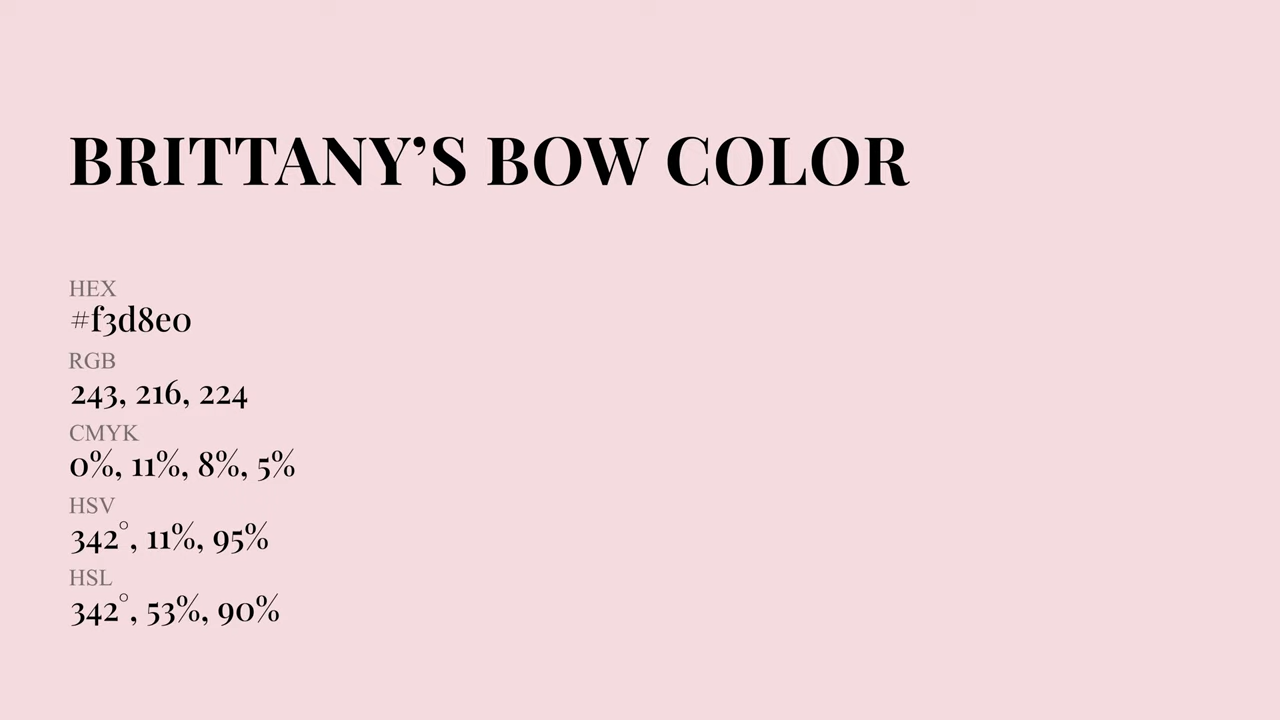 BRITTANY’S BOW COLOR
HEX
#f3d8e0
RGB
243, 216, 224
CMYK
0%, 11%, 8%, 5%
HSV
342°, 11%, 95%
HSL
342°, 53%, 90%